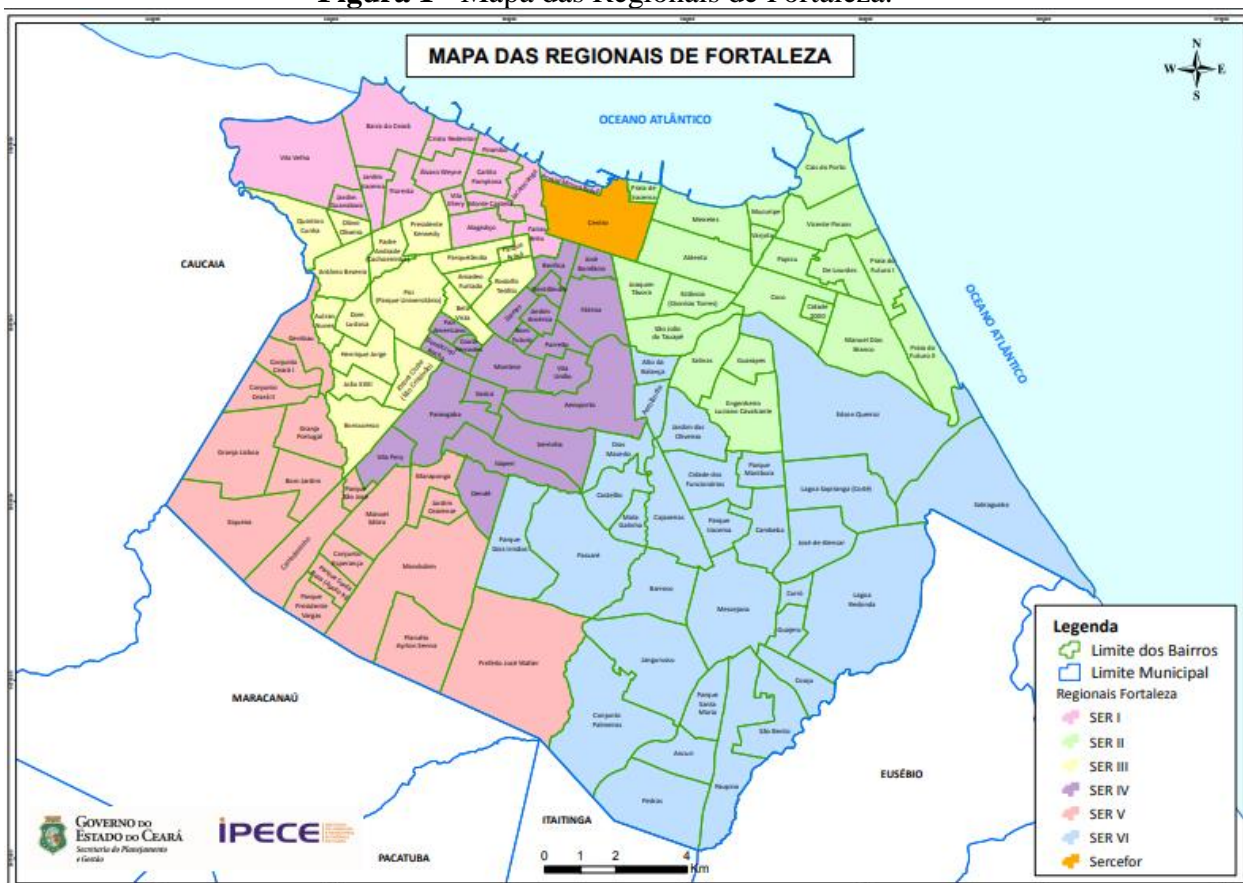 Figura 1 - Mapa das Regionais de Fortaleza.
MAPA DAS REGIONAIS DE FORTALEZA
N
W E
S
OCEANO ATLÂNTICO
Barra do Ceará
Cristo Redentor
Pirambu
Vila Velha
Jardim Iracema
Floresta
Álvaro Weyne
Carlito Pamplona
Jacarecanga
Jardim Guanabara
Vila Ellery
Monte Castelo
Alagadiço
Farias Brito
Centro
Praia de Iracema
Meireles
Mucuripe
Varjota
Cais do Porto
Vicente Pinzon
Quintino Cunha
Olavo Oliveira
Padre Andrade
Presidente Kennedy
Parquelândia
Parque Araxá
Amadeo Furtado
Rodolfo Teófilo
Benfica
José Bonifácio
Aldeota
Papicu
De Lourdes
Praia do Futuro I
CAUCAIA
Antônio Bezerra
Pici
(Parque Universitário)
Bela Vista
Jardim América
Fátima
Joaquim Távora
Cocó
Cidade 2000
OCEANO ATLÂNTICO
Autran Nunes
Dom Lustosa
Pan Americano
Damas
Bom Futuro
Parreão
São João do Tauape
Manuel Dias Branco
Praia do Futuro II
Genibau
Henrique Jorge
Montese
Vila União
Alto da Balança
Salinas
Guararapes
Conjunto Ceará I
Conjunto Ceará II
João XXIII
Itaoca
Aeroporto
Aerolândia
Engenheiro Luciano Cavalcante
Edson Queiroz
Bonsucesso
Parangaba
Jardim das Oliveiras
Granja Portugal
Granja Lisboa
Vila Pery
Serrinha
Itaperi
Dias Macedo
Cidade dos Funcionários
Parque Manibura
Bom Jardim
Parque São José
Maraponga
Dendê
Castelão
Lagoa Sapiranga (Coité)
Sabiaguaba
Siqueira
Manoel Sátiro
Jardim Cearense
Mata Galinha
Cajazeiras
Parque Iracema
Cambeba
José de Alencar
Canindezinho
Conjunto Esperança
Mondubim
Parque Dois Irmãos
Passaré
Parque Presidente Vargas
Barroso
Messejana
Curió
Guajeru
Lagoa Redonda
Planalto Ayrton Senna
Prefeito José Walter
Jangurussu
Coaçu
Conjunto Palmeiras
Parque Santa Maria
São Bento
Ancuri
Paupina
Pedras
MARACANAÚ
EUSÉBIO
ITAITINGA
PACATUBA
Legenda
Limite dos Bairros
Limite Municipal
Regionais Fortaleza
SER I
SER II
SER III
SER IV
SER V
SER VI
Sercefor
GOVERNO DO
ESTADO DO CEARÁ
Secretaria do Planejamento
e Gestão
IPECE
0 1 2 4
Km